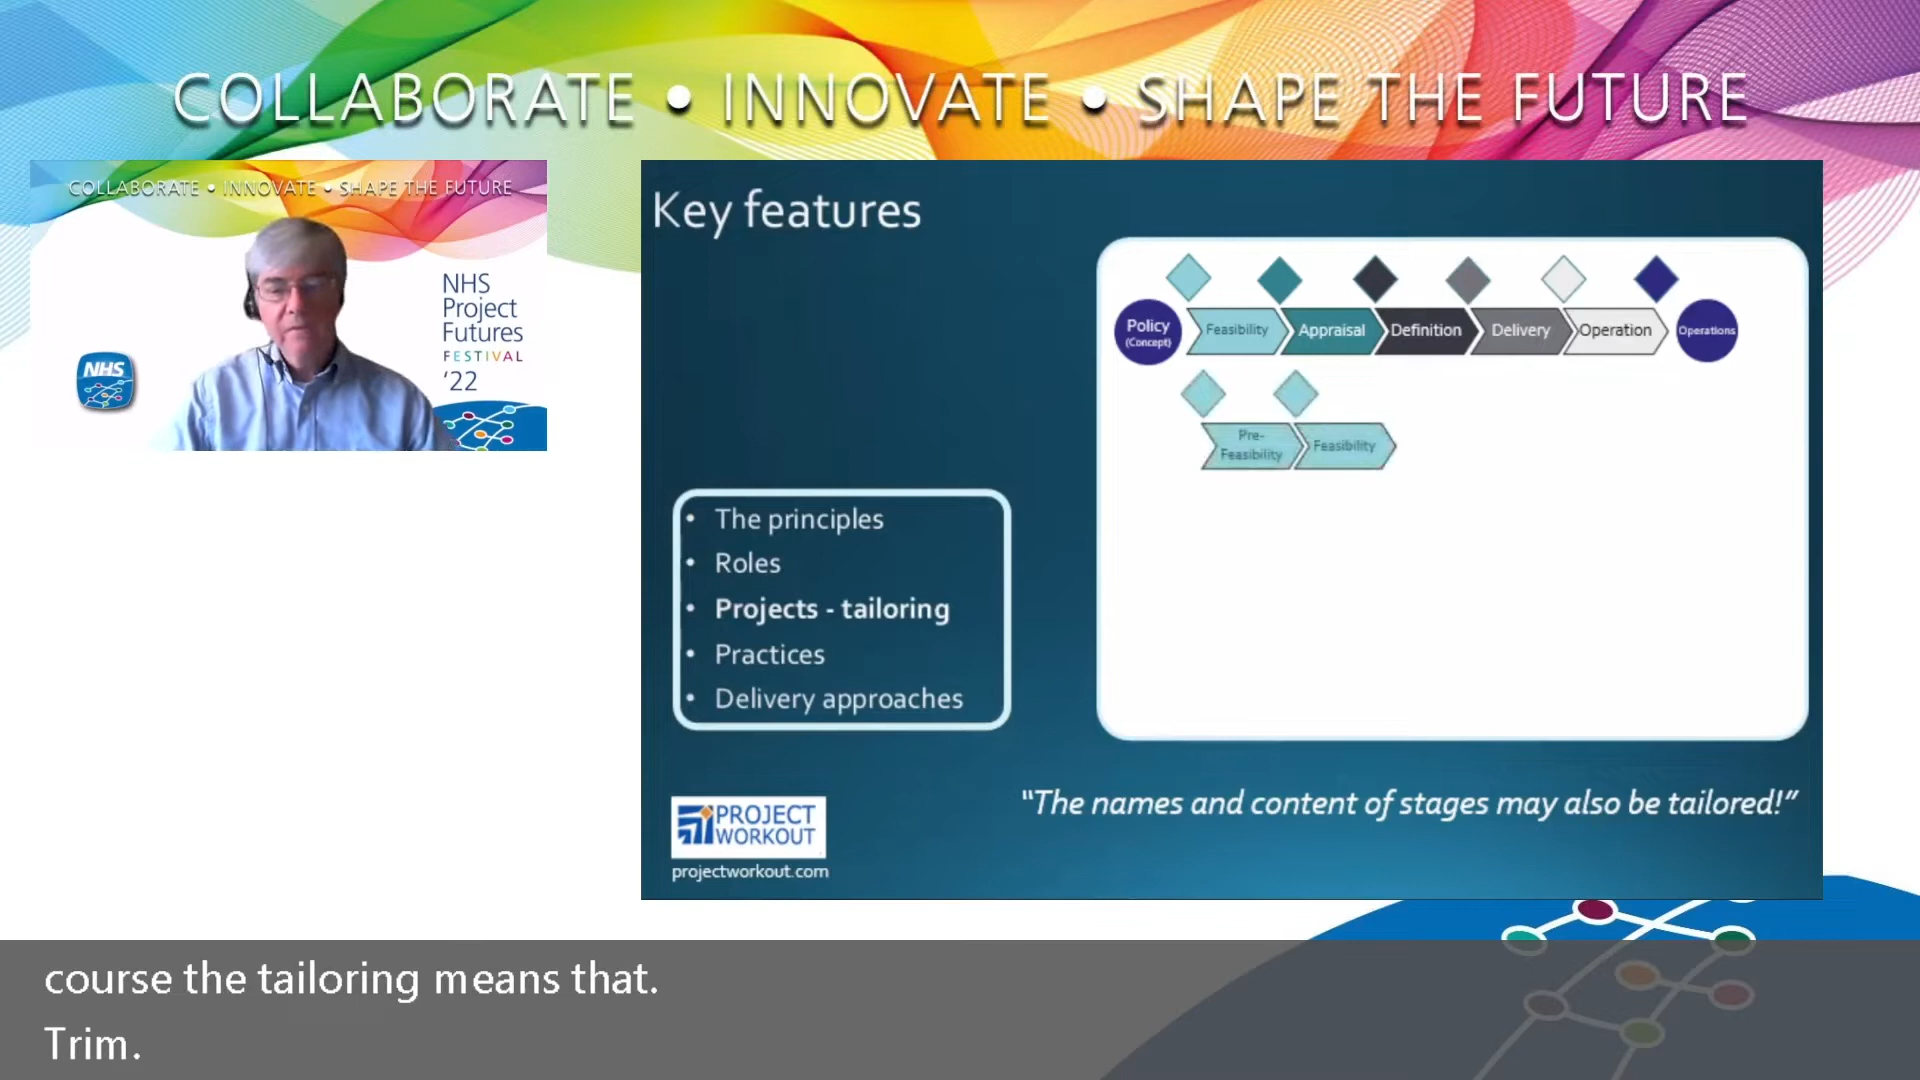 COLLABORATE • INNOVATE • SHAPE THE FUTURE
COLLABORATE • INNOVATE • SHAPE THE FUTURE
NHS
Project
Futures
FESTIVAL
'22
NHS
Key features
Policy
(Concept)
Feasibility
Appraisal
Definition
Delivery
Operation
Operations
Pre-
Feasibility
Feasibility
• The principles
• Roles
• Projects - tailoring
• Practices
• Delivery approaches
"The names and content of stages may also be tailored!"
PROJECT
WORKOUT
projectworkout.com
course the tailoring means that.
Trim.